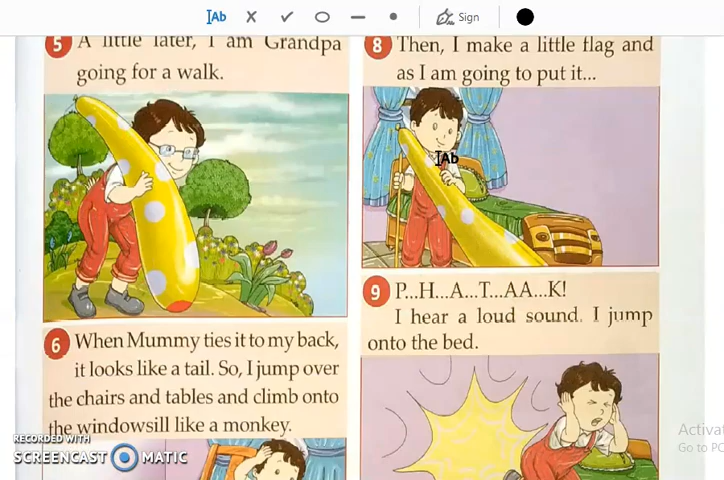 Ab
Sign
5 A little later, I am Grandpa
going for a walk.
6 When Mummy ties it to my back,
it looks like a tail. So, I jump over
the chairs and tables and climb onto
the windowsill like a monkey.
8 Then, I make a little flag and
as I am going to put it...
Ab
9 P...H...A...T...AA...K!
I hear a loud sound. I jump
onto the bed.
RECORDED WITH
SCREENCAST MATIC
Activat
Go to PC